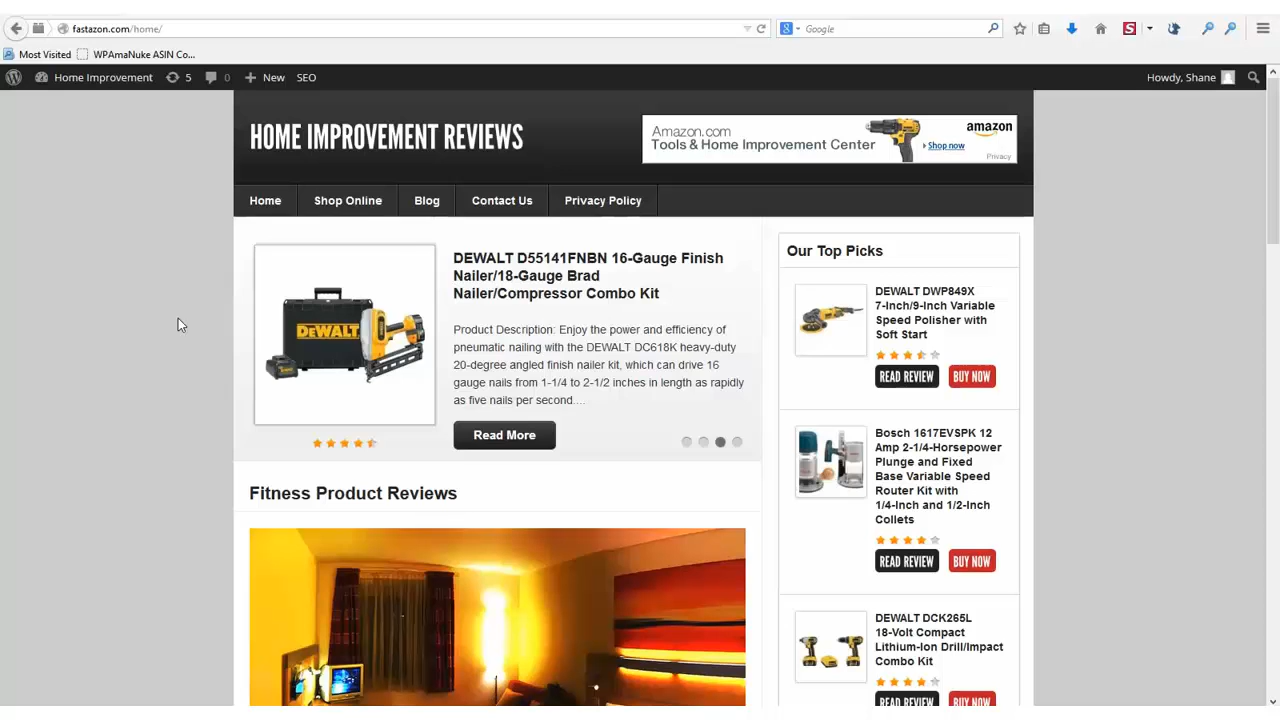 fastazon.com/home/
Google
Most Visited
WPAmaNuke ASIN Co...
Home Improvement
5
0
New
SEO
Howdy, Shane
HOME IMPROVEMENT REVIEWS
Amazon.com
Tools & Home Improvement Center
Shop now
amazon
Privacy
Home
Shop Online
Blog
Contact Us
Privacy Policy
DEWALT
DEWALT D55141FNBN 16-Gauge Finish
Nailer/18-Gauge Brad
Nailer/Compressor Combo Kit
Product Description: Enjoy the power and efficiency of
pneumatic nailing with the DEWALT DC618K heavy-duty
20-degree angled finish nailer kit, which can drive 16
gauge nails from 1-1/4 to 2-1/2 inches in length as rapidly
as five nails per second....
Read More
Fitness Product Reviews
Our Top Picks
DEWALT DWP849X
7-Inch/9-Inch Variable
Speed Polisher with
Soft Start
READ REVIEW
BUY NOW
Bosch 1617EVSPK 12
Amp 2-1/4-Horsepower
Plunge and Fixed
Base Variable Speed
Router Kit with
1/4-Inch and 1/2-Inch
Collets
READ REVIEW
BUY NOW
DEWALT DCK265L
18-Volt Compact
Lithium-Ion Drill/Impact
Combo Kit
READ REVIEW
BUY NOW